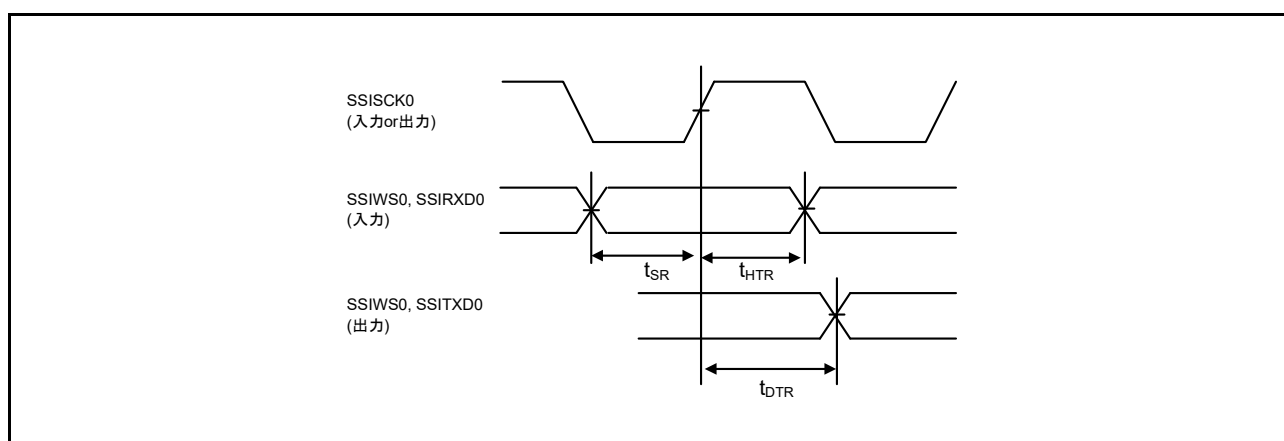 SSISCK0
(入力or出力)
SSIWS0, SSIRXD0
(入力)
tSR
tHTR
SSIWS0, SSITXD0
(出力)
tDTR